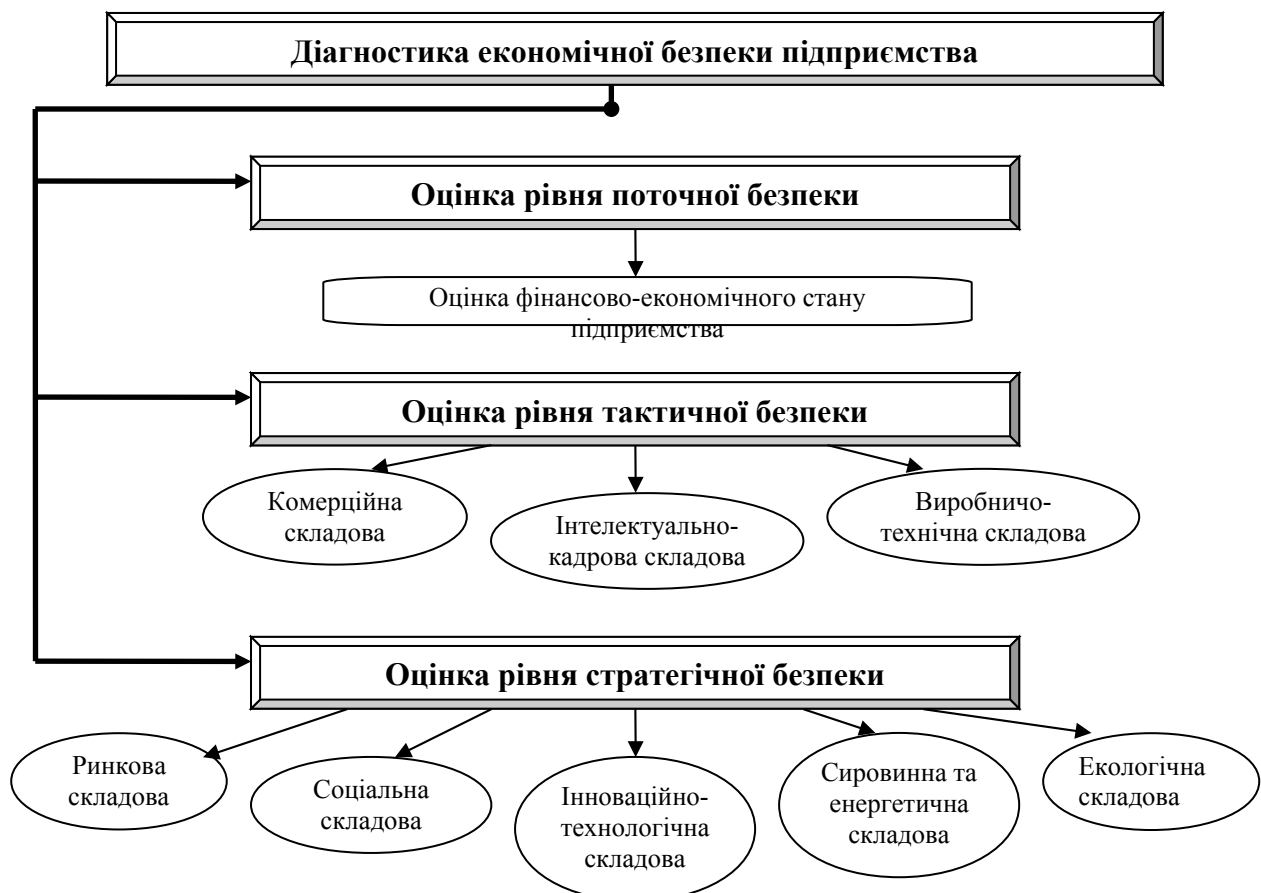 Діагностика економічної безпеки підприємства
Оцінка рівня поточної безпеки
Оцінка фінансово-економічного стану
підприємства
Оцінка рівня тактичної безпеки
Комерційна
складова
Інтелектуально-
кадрова складова
Виробничо-
технічна складова
Оцінка рівня стратегічної безпеки
Ринкова
складова
Соціальна
складова
Інноваційно-
технологічна
складова
Сировинна та
енергетична
складова
Екологічна
складова